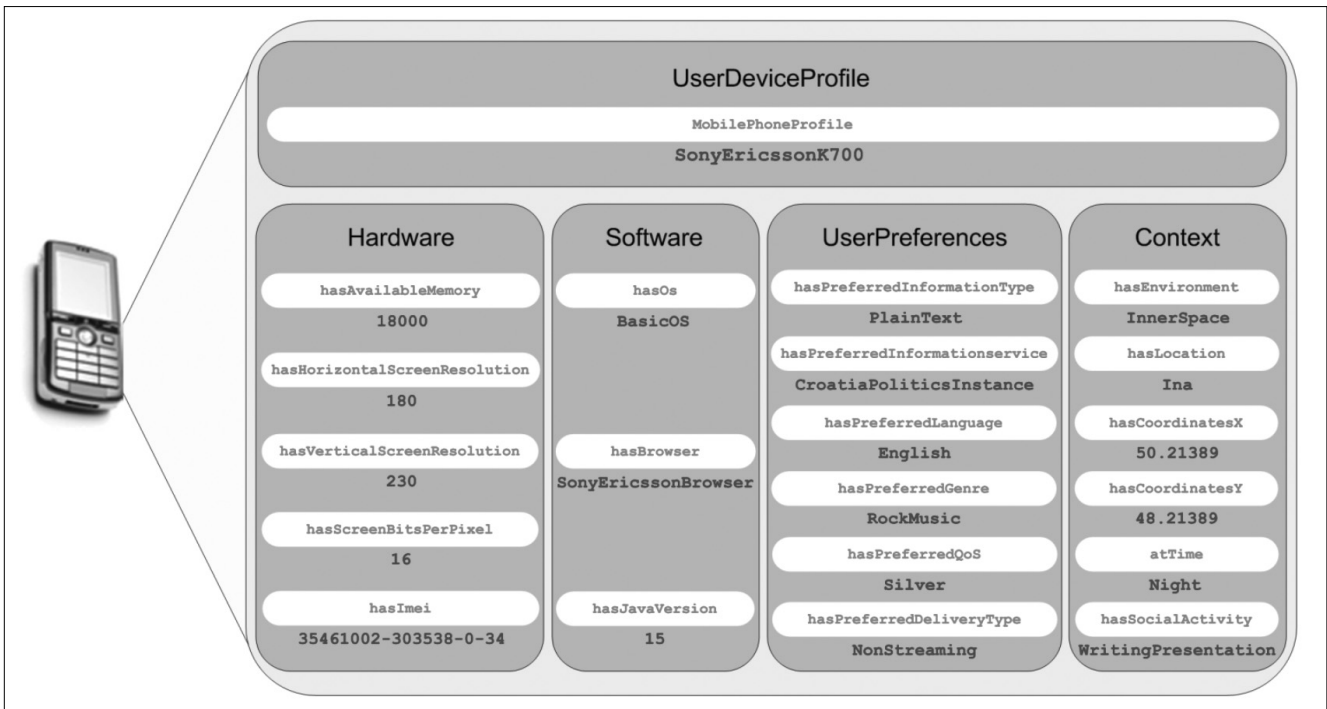 UserDeviceProfile
MobilePhoneProfile
SonyEricssonK700
Hardware
hasAvailableMemory
18000
hasHorizontalScreenResolution
180
hasVerticalScreenResolution
230
hasScreenBitsPerPixel
16
hasImei
35461002-303538-0-34
Software
hasOs
BasicOS
hasBrowser
SonyEricssonBrowser
hasJavaVersion
15
UserPreferences
hasPreferredInformationType
PlainText
hasPreferredInformationservice
CroatiaPoliticsInstance
hasPreferredLanguage
English
hasPreferredGenre
RockMusic
hasPreferredQoS
Silver
hasPreferredDeliveryType
NonStreaming
Context
hasEnvironment
InnerSpace
hasLocation
Ina
hasCoordinatesX
50.21389
hasCoordinatesY
48.21389
atTime
Night
hasSocialActivity
WritingPresentation